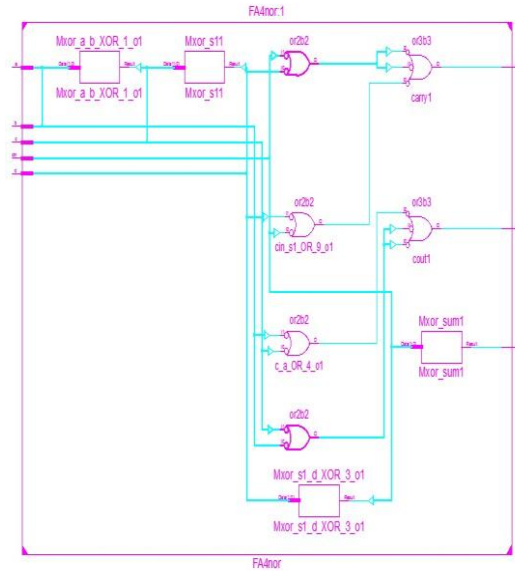 FA4nor:1
Mxor_a_b_XOR_1_o1
Mxor_a_b_XOR_1_o1
Mxor_s11
Mxor_s11
or2b2
or3b3
carry1
or2b2
cin_s1_OR_9_o1
or3b3
cout1
or2b2
c_a_OR_4_o1
Mxor_sum1
Mxor_sum1
or2b2
Mxor_s1_d_XOR_3_o1
Mxor_s1_d_XOR_3_o1
FA4nor